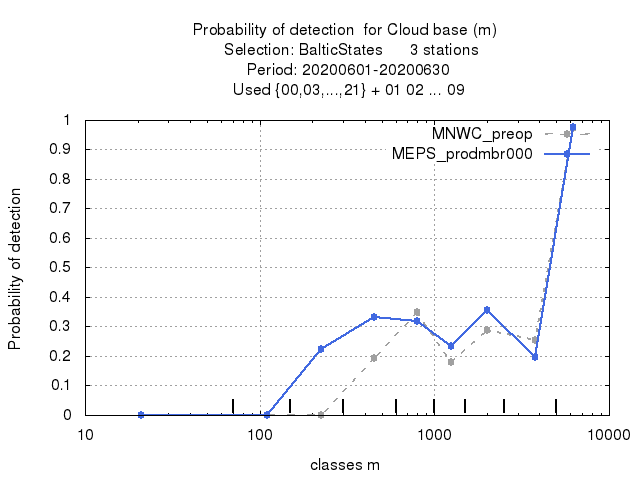 Probability of detection  for Cloud base (m)
Selection: BalticStates      3 stations
Period: 20200601-20200630
Used {00,03,...,21} + 01 02 ... 09
MNWC_preop
MEPS_prodmbr000
1
0.9
0.8
0.7
0.6
0.5
0.4
0.3
0.2
0.1
0
Probability of detection
10
100
1000
10000
classes m